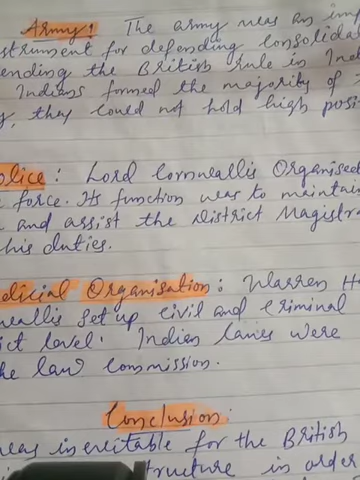 Army: The army was an im
strument for defending consolida
ending the British rule in Ind
Indians formed the majority of
y, they could not hold high posi
olice: Lord Cornwallis Organised
force. Its function was to maintai
and assist the District Magistra
his duties.
dicial Organisation: Warren H
wallis set up civil and criminal
ict level. Indian laws were
he law commission.
Conclusion:
was inevitable for the British
structure in order